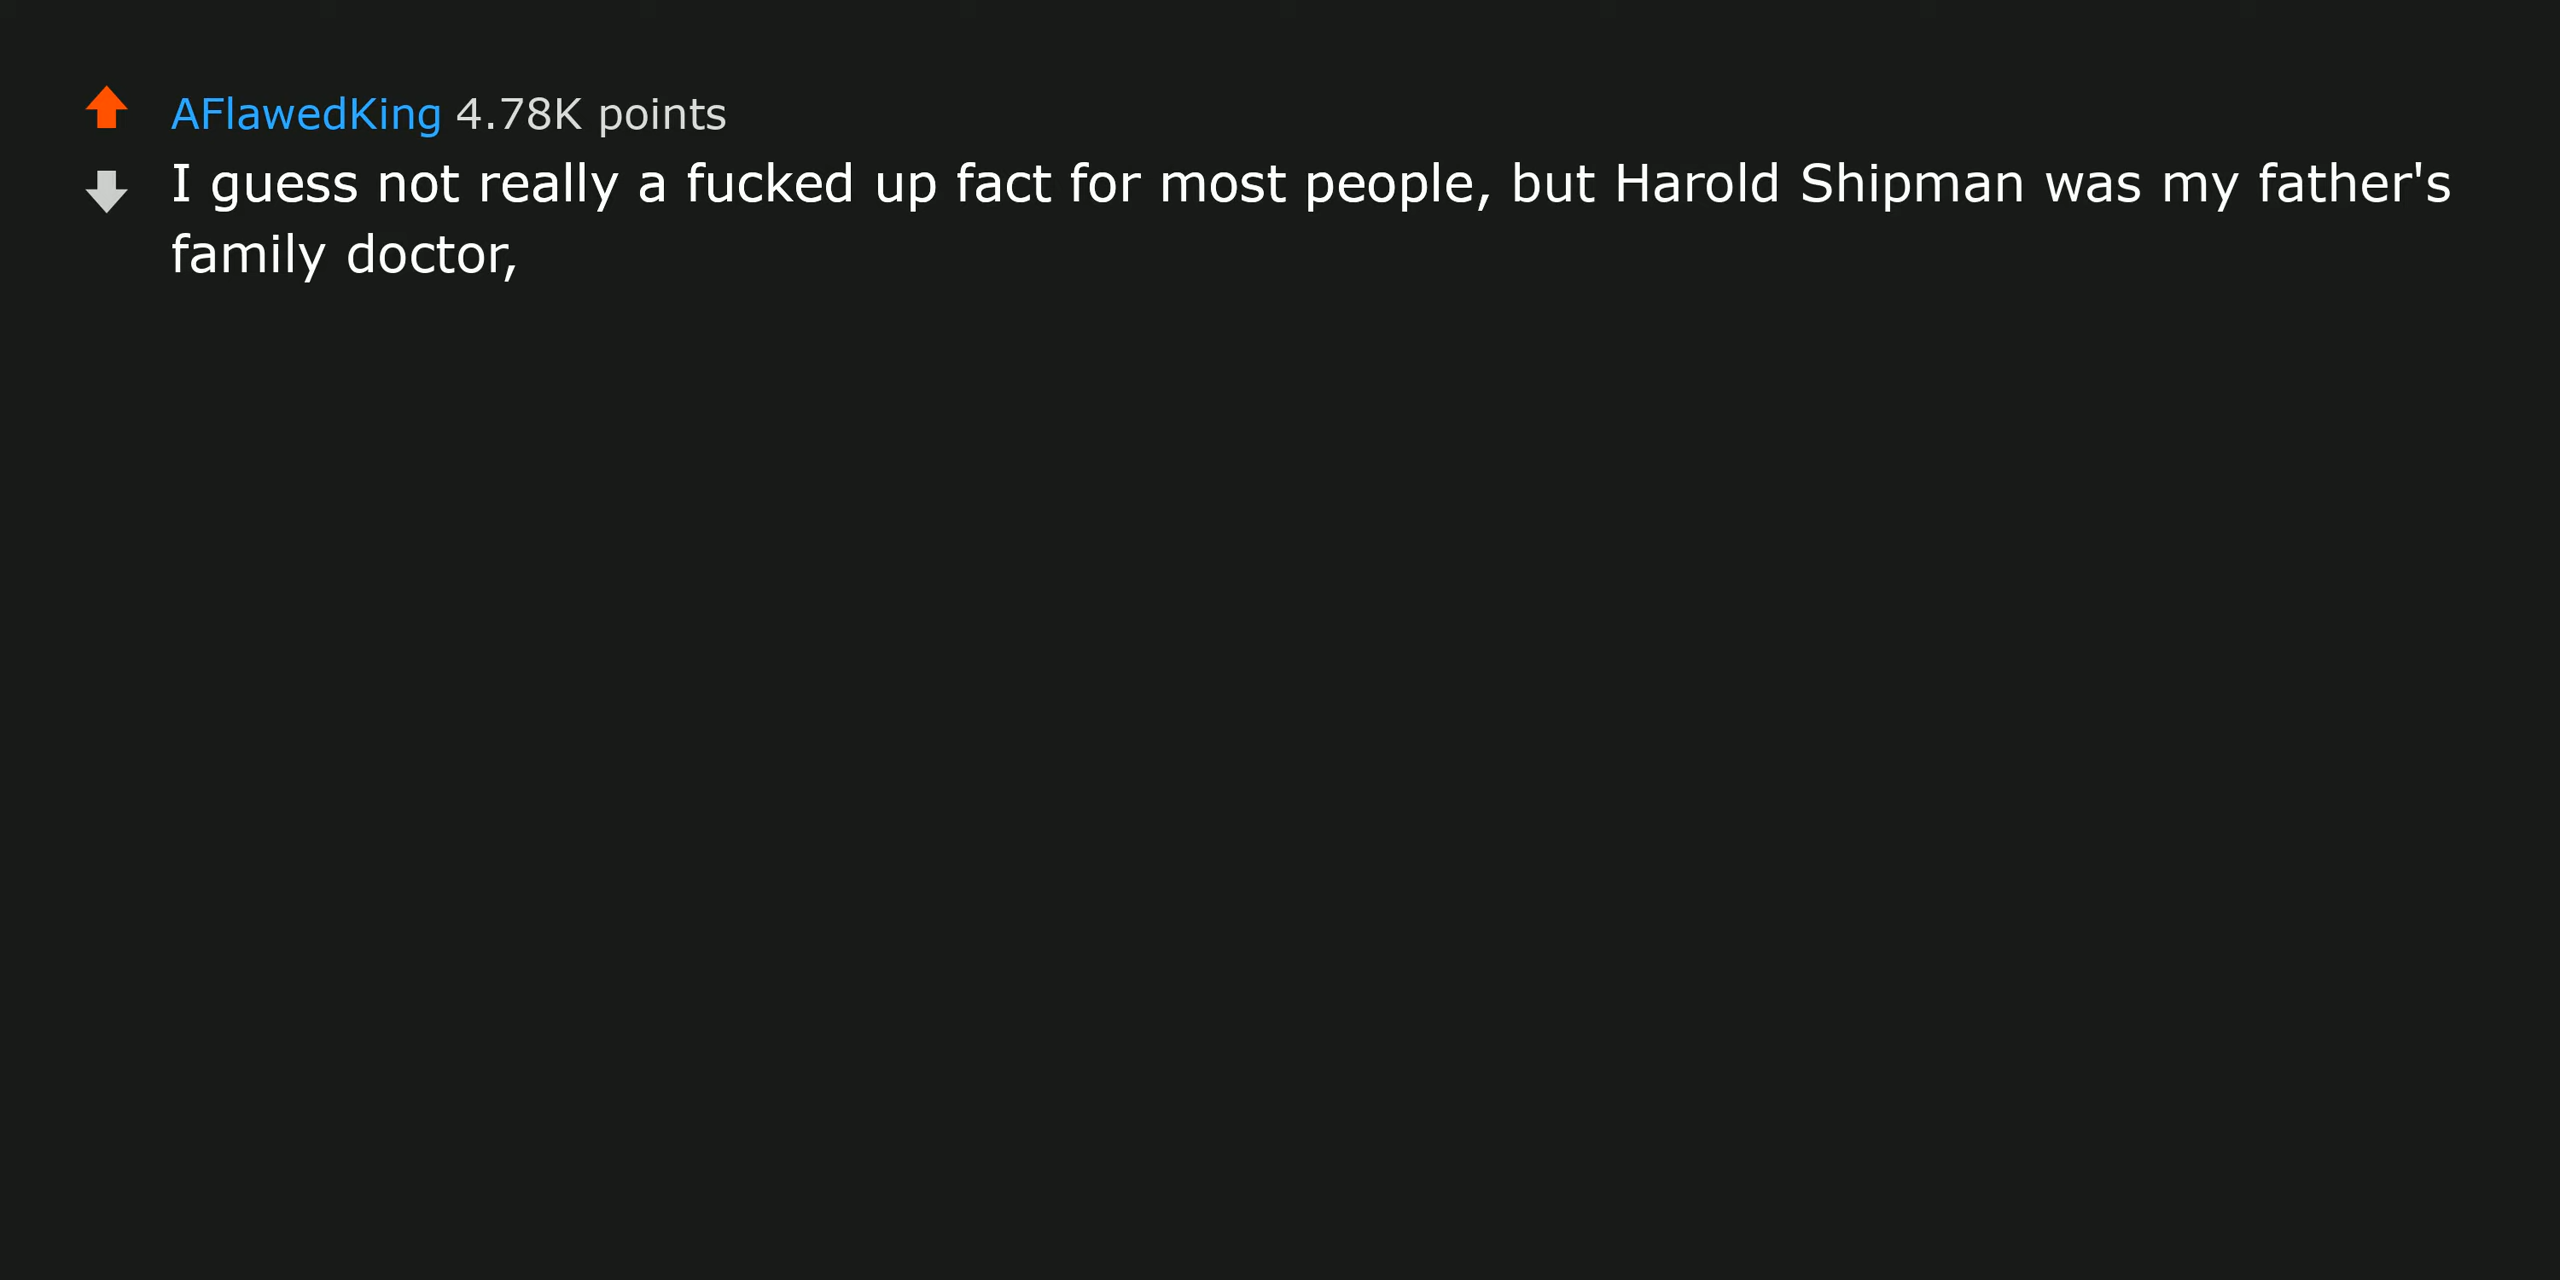 AFlawedKing 4.78K points
I guess not really a fucked up fact for most people, but Harold Shipman was my father's
family doctor,